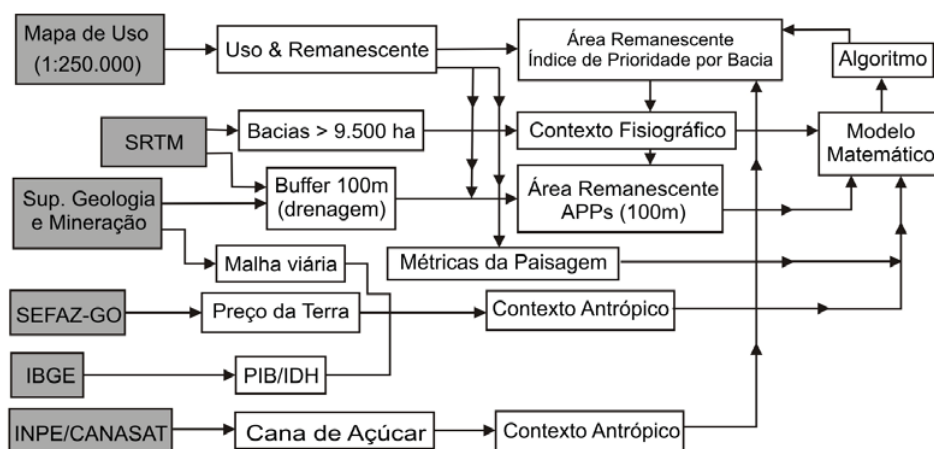 Mapa de Uso
(1:250.000)
Uso & Remanescente
Área Remanescente
Índice de Prioridade por Bacia
Algoritmo
SRTM
Bacias > 9.500 ha
Contexto Fisiográfico
Modelo
Matemático
Sup. Geologia
e Mineração
Buffer 100m
(drenagem)
Área Remanescente
APPs (100m)
Malha viária
Métricas da Paisagem
SEFAZ-GO
Preço da Terra
Contexto Antrópico
IBGE
PIB/IDH
INPE/CANASAT
Cana de Açúcar
Contexto Antrópico